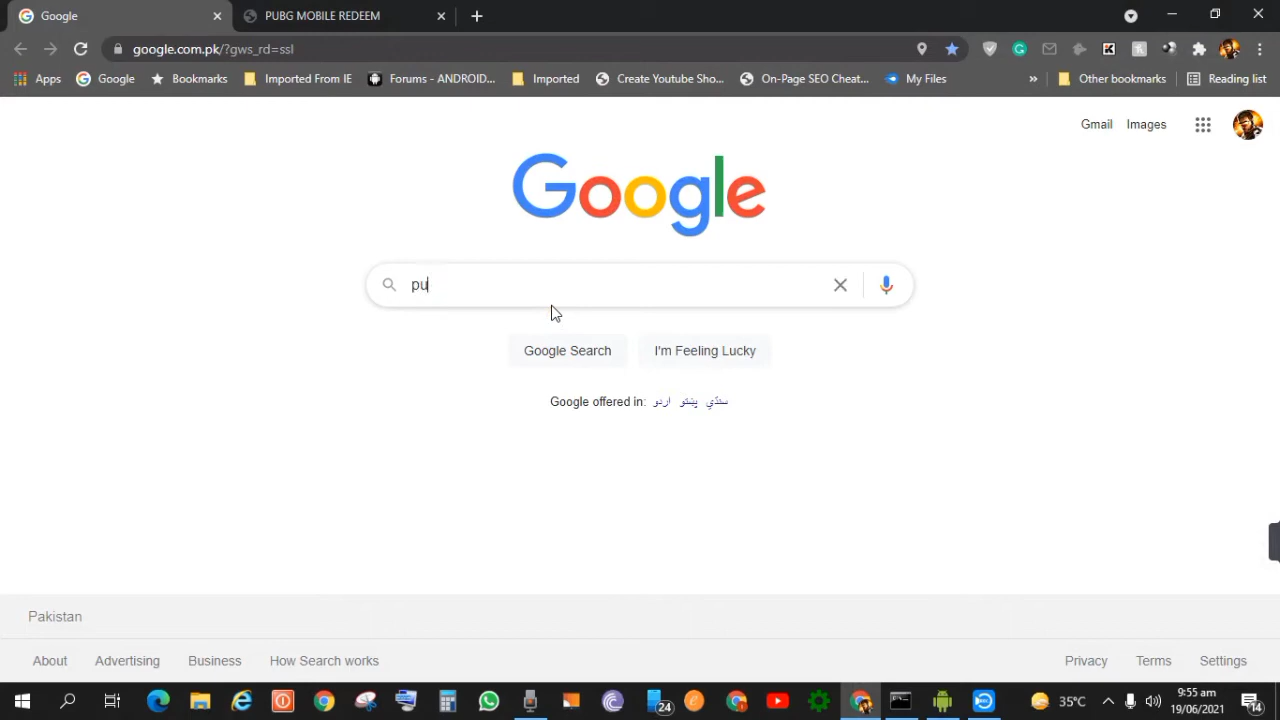 Google
PUBG MOBILE REDEEM
google.com.pk/?gws_rd=ssl
Apps Google Bookmarks Imported From IE Forums - ANDROID... Imported Create Youtube Sho... On-Page SEO Cheat... My Files » Other bookmarks Reading list
Gmail Images
Google
pu
Google Search I'm Feeling Lucky
Google offered in: اردو پښتو سنڌي
Pakistan
About Advertising Business How Search works Privacy Terms Settings
24 35°C 9:55 am 14
19/06/2021